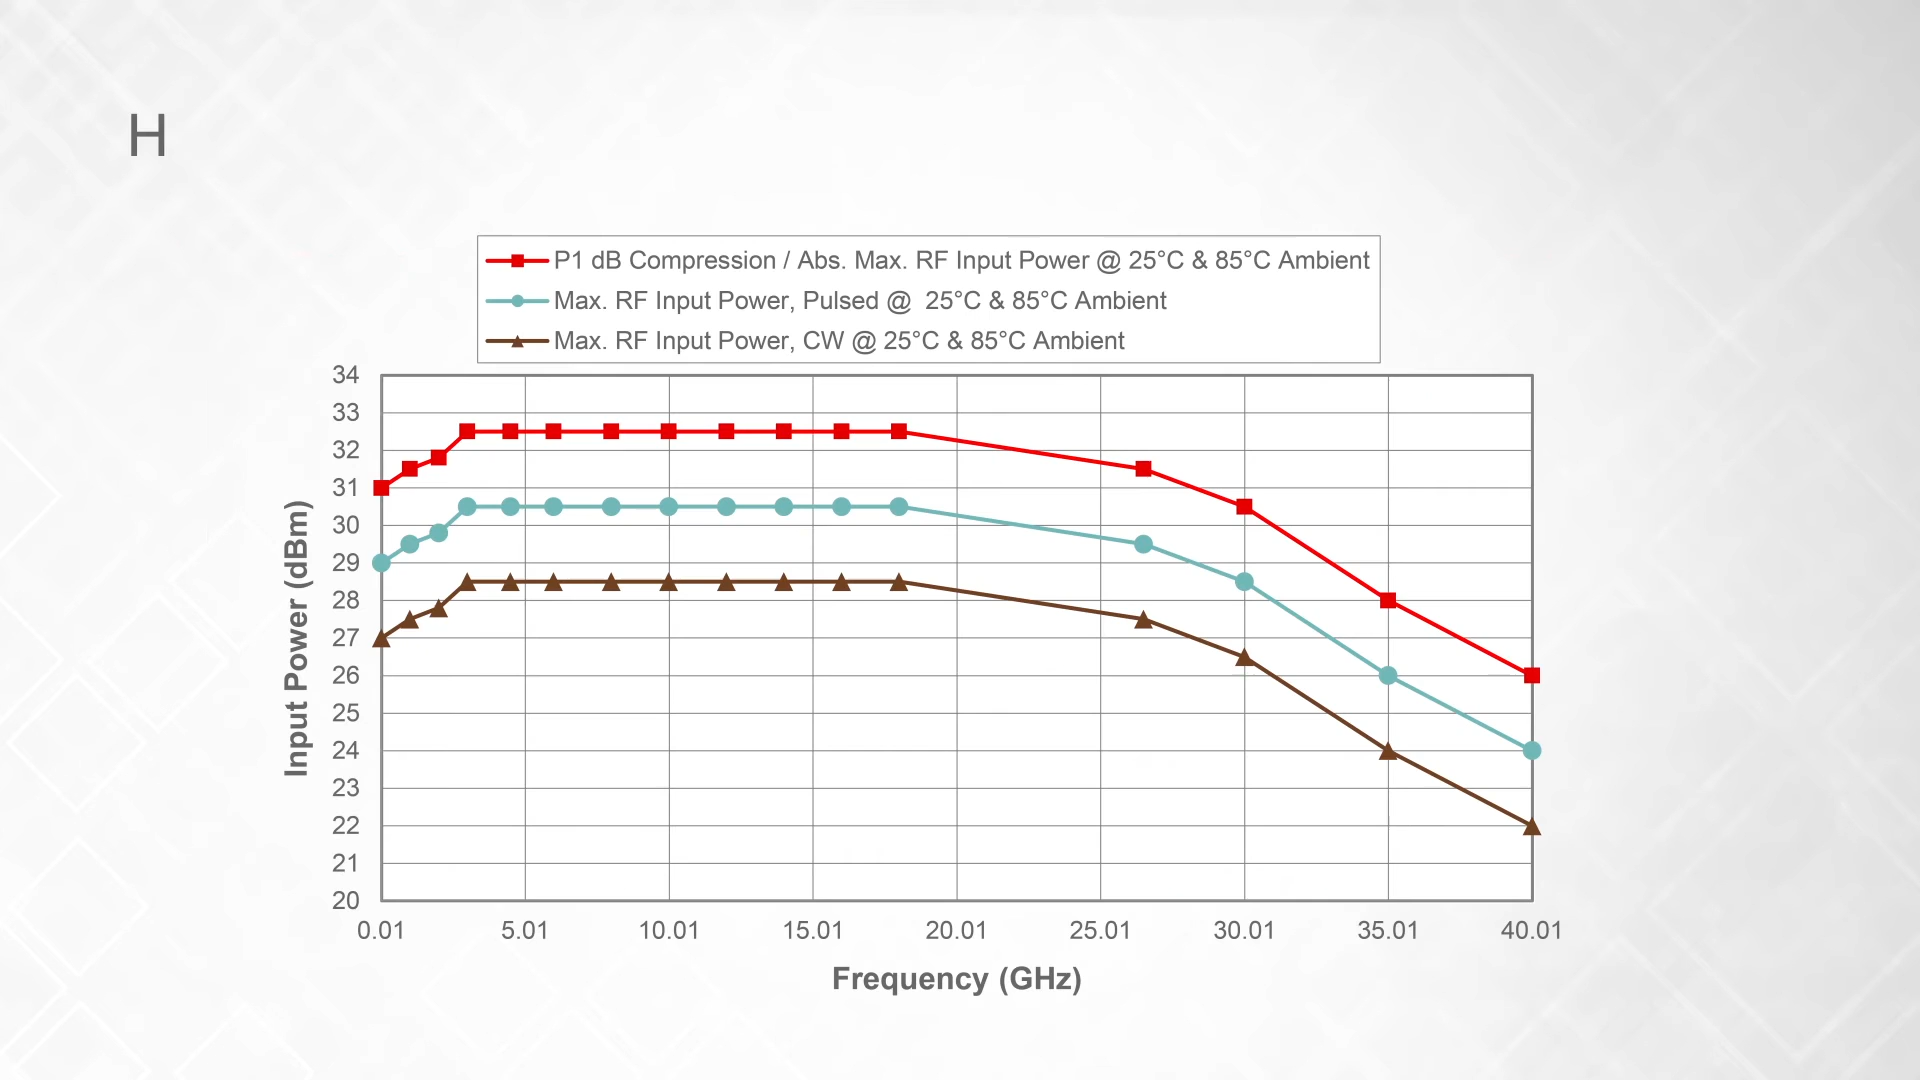 H
P1 dB Compression / Abs. Max. RF Input Power @ 25°C & 85°C Ambient
Max. RF Input Power, Pulsed @  25°C & 85°C Ambient
Max. RF Input Power, CW @ 25°C & 85°C Ambient
34
33
32
31
30
29
28
27
26
25
24
23
22
21
20
Input Power (dBm)
0.01 5.01 10.01 15.01 20.01 25.01 30.01 35.01 40.01
Frequency (GHz)